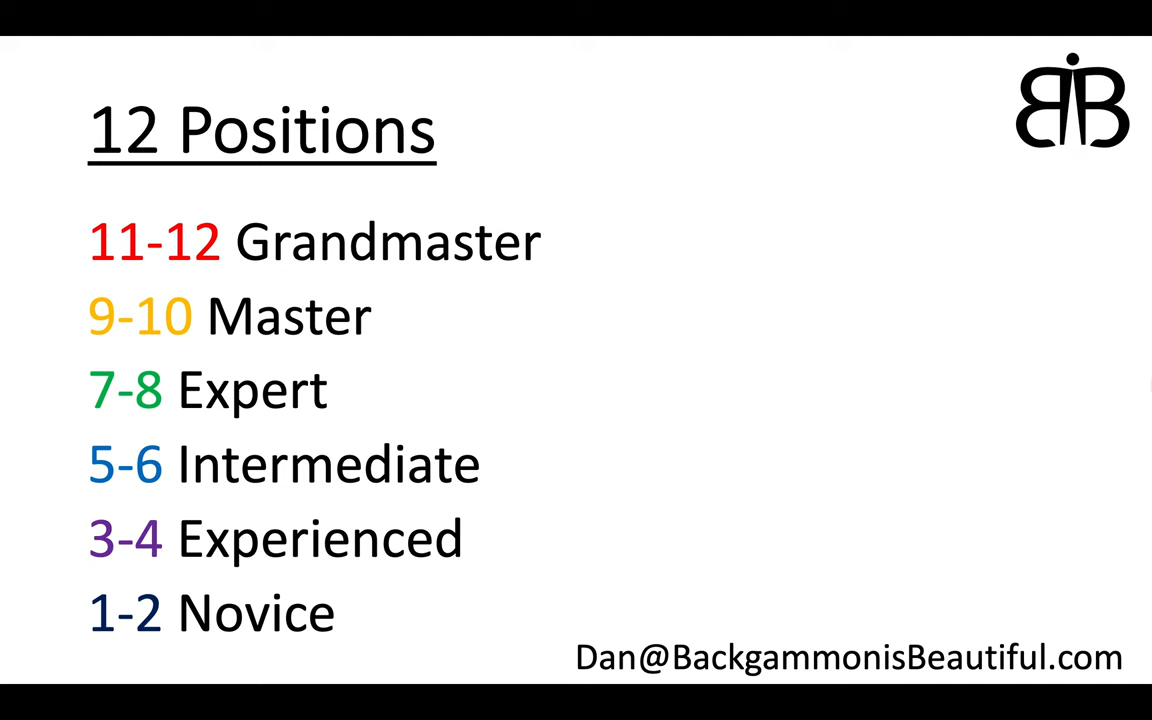 BiB
12 Positions
11-12 Grandmaster
9-10 Master
7-8 Expert
5-6 Intermediate
3-4 Experienced
1-2 Novice
Dan@BackgammonisBeautiful.com